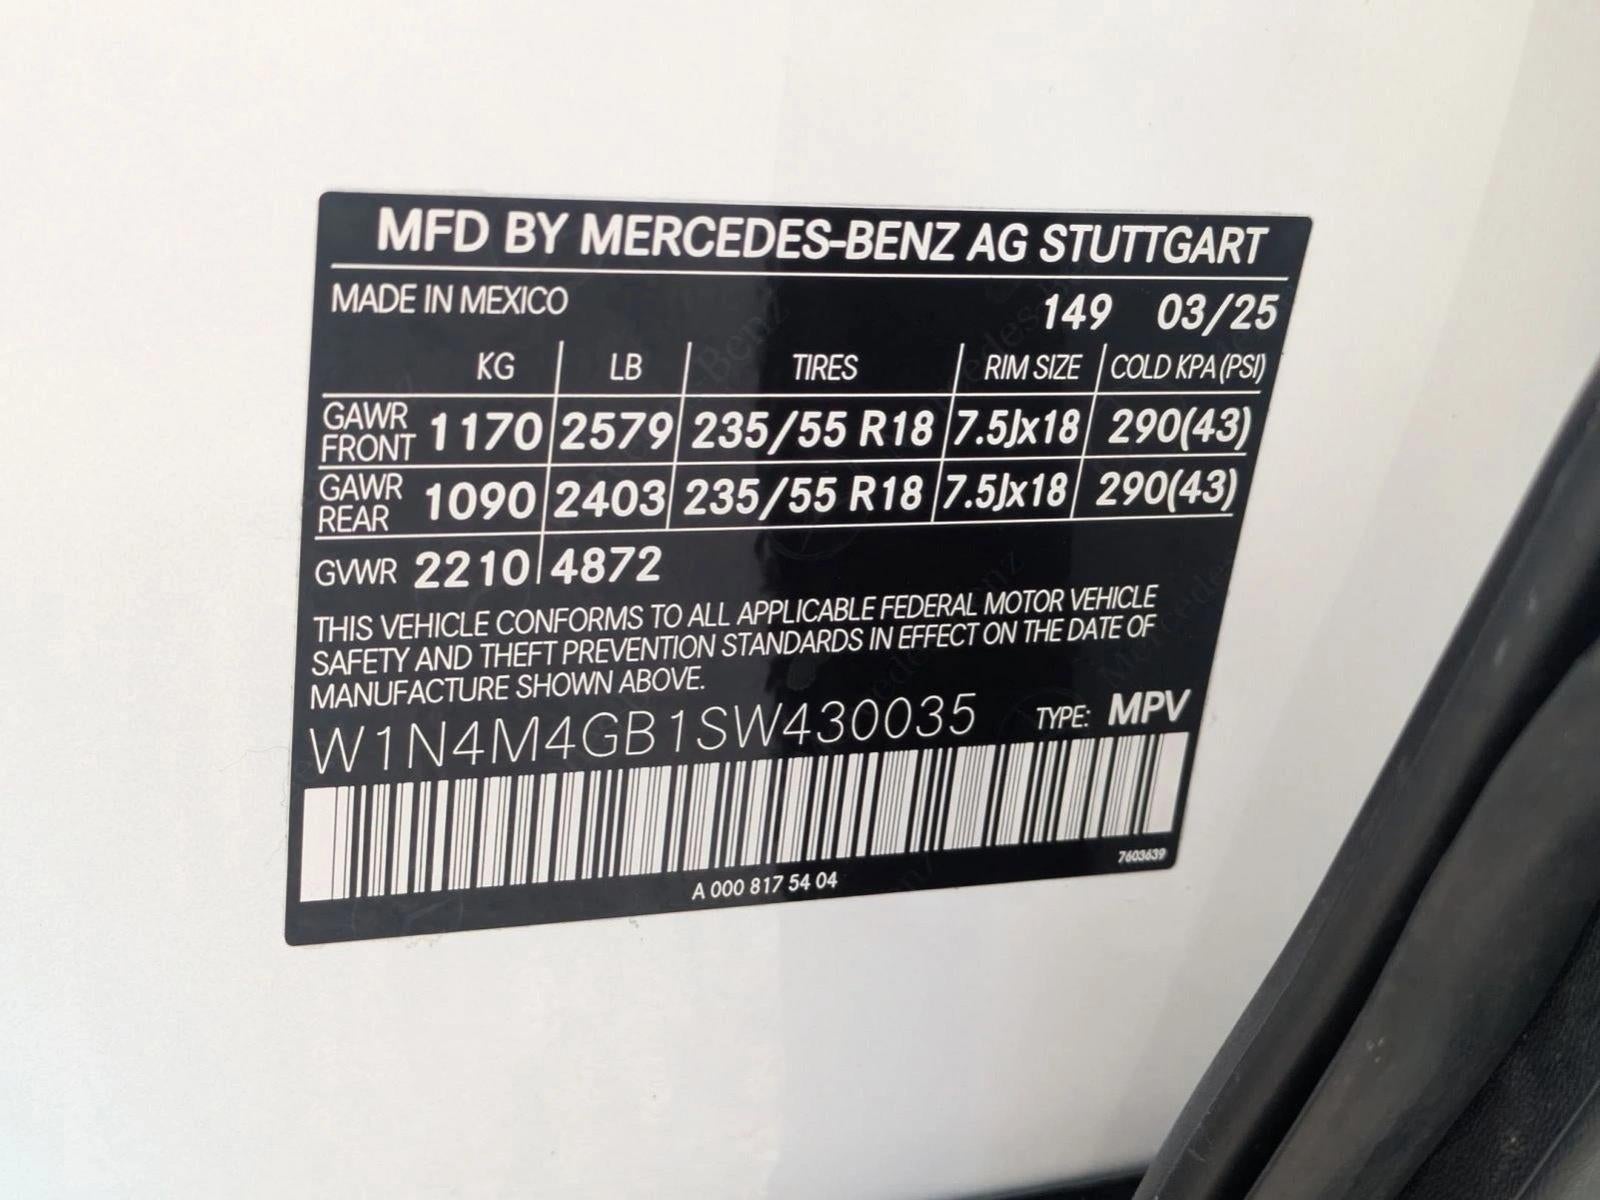 MFD BY MERCEDES-BENZ AG STUTTGART
MADE IN MEXICO 149 03/25
KG LB TIRES RIM SIZE COLD KPA (PSI)
GAWR FRONT 1170 2579 235/55 R18 7.5Jx18 290(43)
GAWR REAR 1090 2403 235/55 R18 7.5Jx18 290(43)
GVWR 2210 4872
THIS VEHICLE CONFORMS TO ALL APPLICABLE FEDERAL MOTOR VEHICLE
SAFETY AND THEFT PREVENTION STANDARDS IN EFFECT ON THE DATE OF
MANUFACTURE SHOWN ABOVE.
W1N4M4GB1SW430035 TYPE: MPV
7603639
A 000 817 54 04